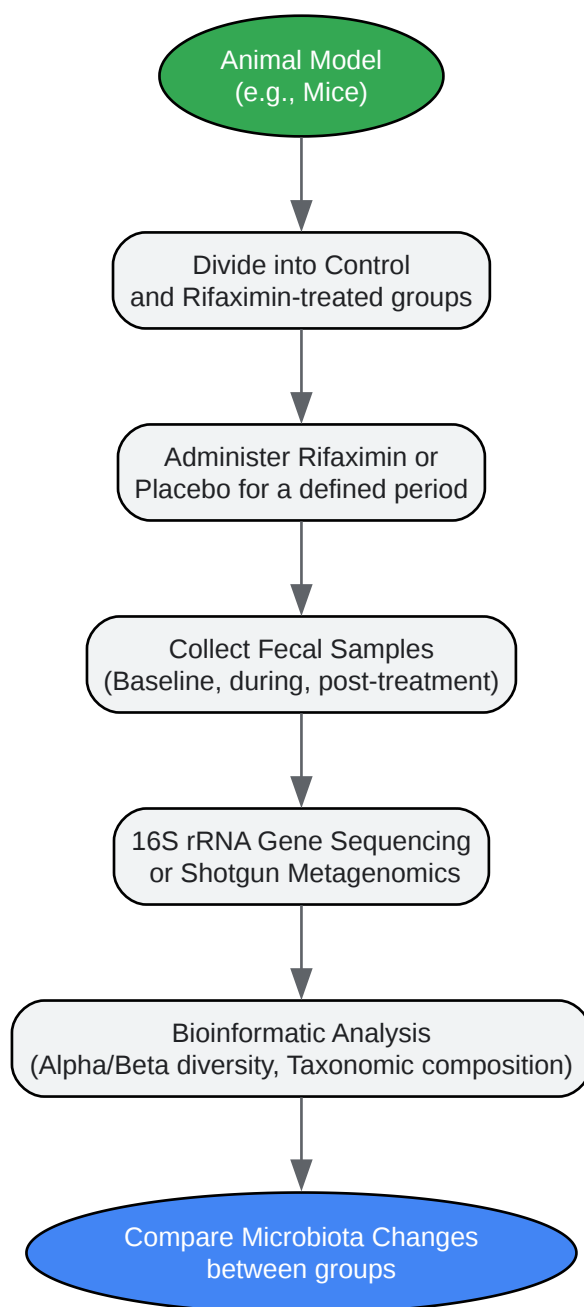 Animal Model
(e.g., Mice)
Divide into Control
and Rifaximin-treated groups
Administer Rifaximin or
Placebo for a defined period
Collect Fecal Samples
(Baseline, during, post-treatment)
16S rRNA Gene Sequencing
or Shotgun Metagenomics
Bioinformatic Analysis
(Alpha/Beta diversity, Taxonomic composition)
Compare Microbiota Changes
between groups